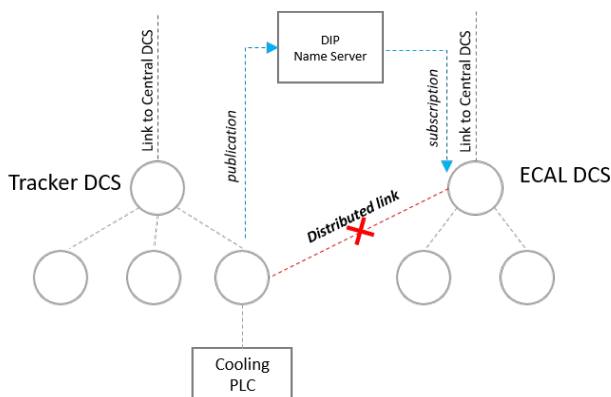 DIP
Name Server
Link to Central DCS
publication
subscription
Link to Central DCS
Tracker DCS
ECAL DCS
Distributed link
Cooling
PLC